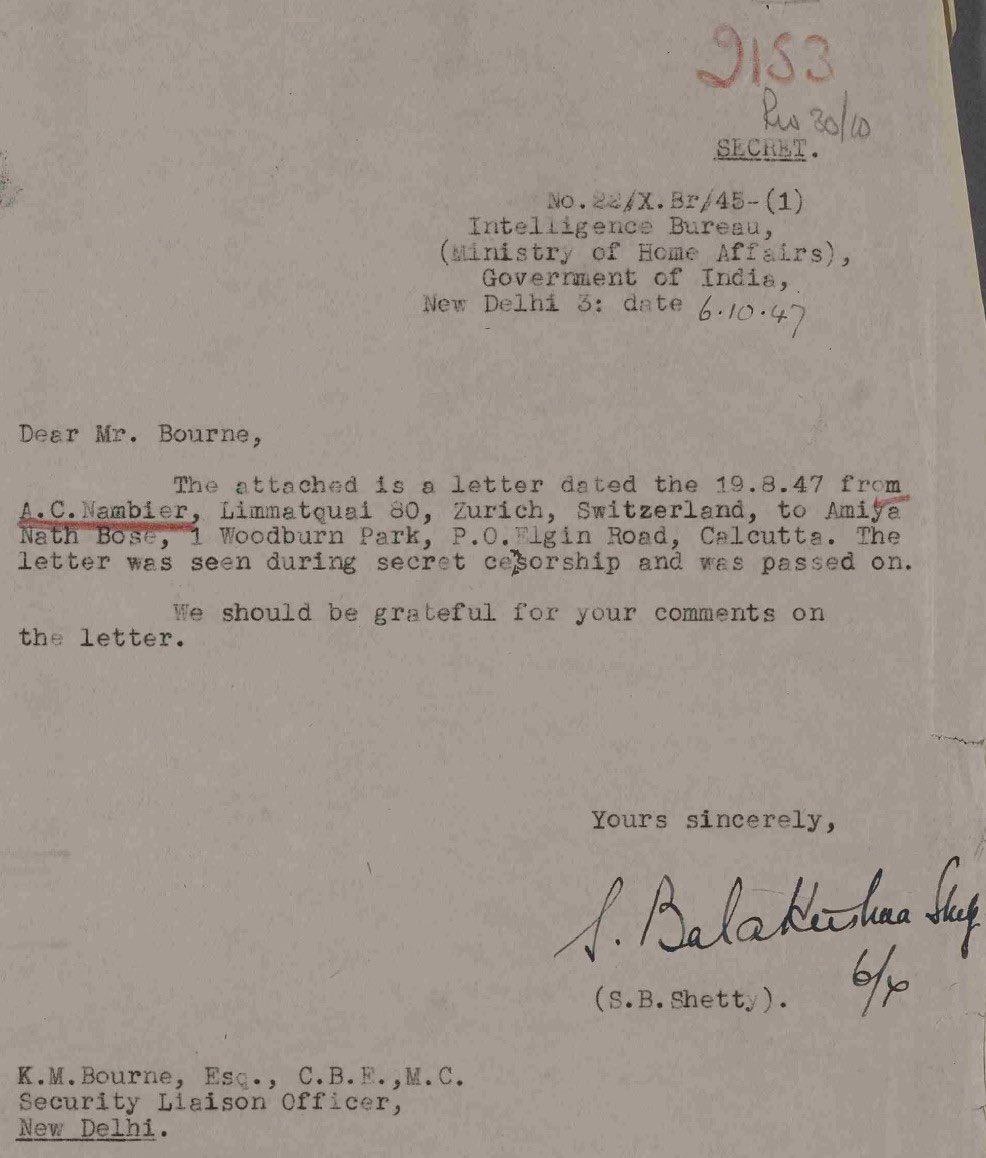 2153
30/10
SECRET.
No.22/X.Br/45-(1)
Intelligence Bureau,
(Ministry of Home Affairs),
Government of India,
New Delhi 3: date 6.10.47
Dear Mr. Bourne,
The attached is a letter dated the 19.8.47 from
A.C.Nambier, Limmatquai 80, Zurich, Switzerland, to Amiya
Nath Bose, 1 Woodburn Park, P.O.Elgin Road, Calcutta. The
letter was seen during secret cesorship and was passed on.
We should be grateful for your comments on
the letter.
Yours sincerely,
S. Balakrishna Shetty
6/x
(S.B.Shetty).
K.M.Bourne, Esq., C.B.E.,M.C.
Security Liaison Officer,
New Delhi.